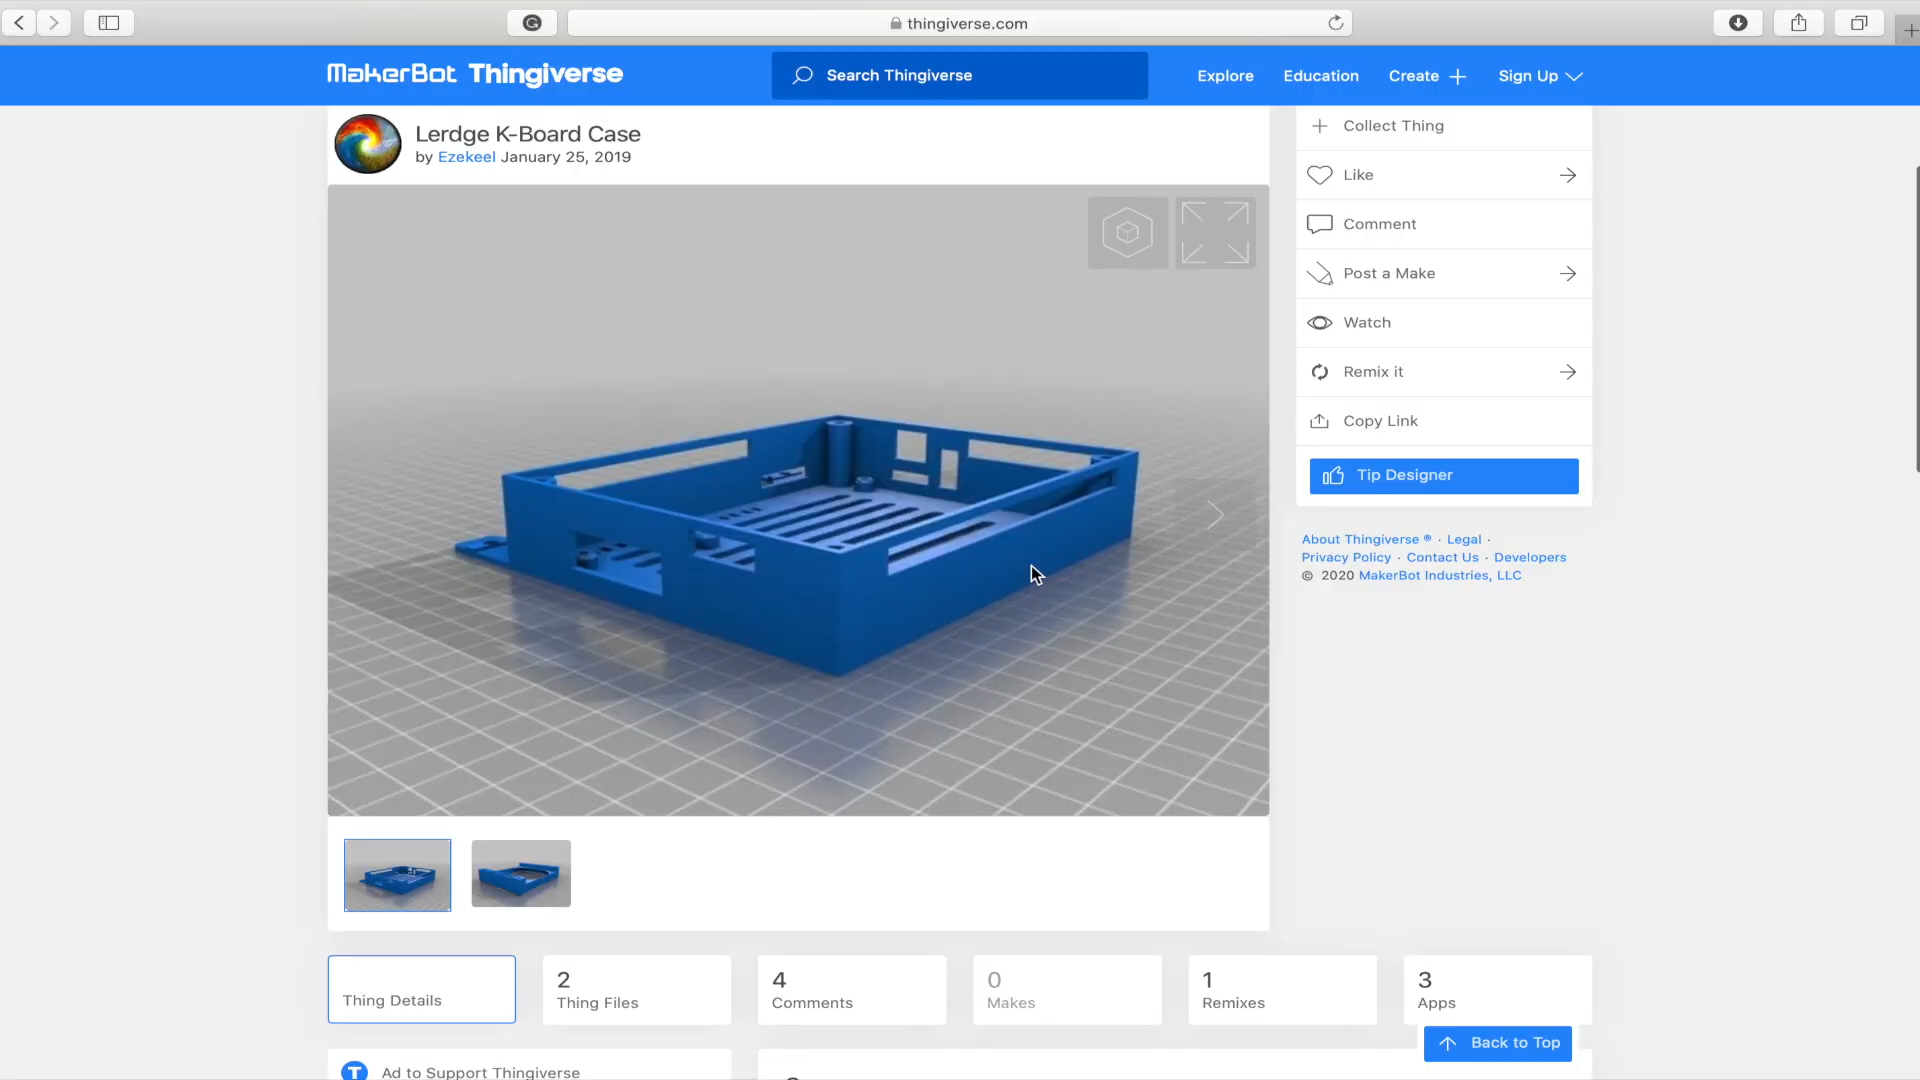 thingiverse.com
MakerBot Thingiverse
Search Thingiverse
Explore
Education
Create
Sign Up
Lerdge K-Board Case
by Ezekeel January 25, 2019
Collect Thing
Like
Comment
Post a Make
Watch
Remix it
Copy Link
Tip Designer
About Thingiverse ® · Legal ·
Privacy Policy · Contact Us · Developers
© 2020 MakerBot Industries, LLC
Thing Details
2
Thing Files
4
Comments
0
Makes
1
Remixes
3
Apps
Back to Top
Ad to Support Thingiverse